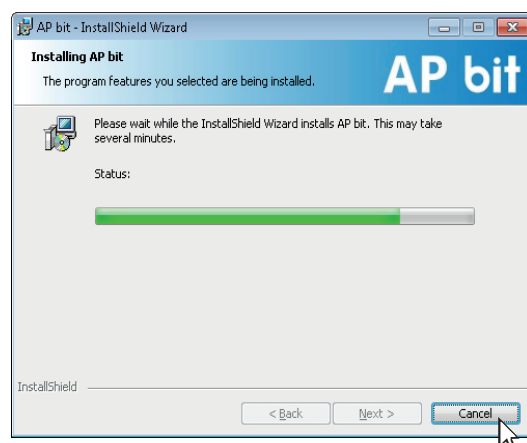 AP bit - InstallShield Wizard
Installing AP bit
The program features you selected are being installed.
AP bit
Please wait while the InstallShield Wizard installs AP bit. This may take
several minutes.
Status:
InstallShield
< Back
Next >
Cancel